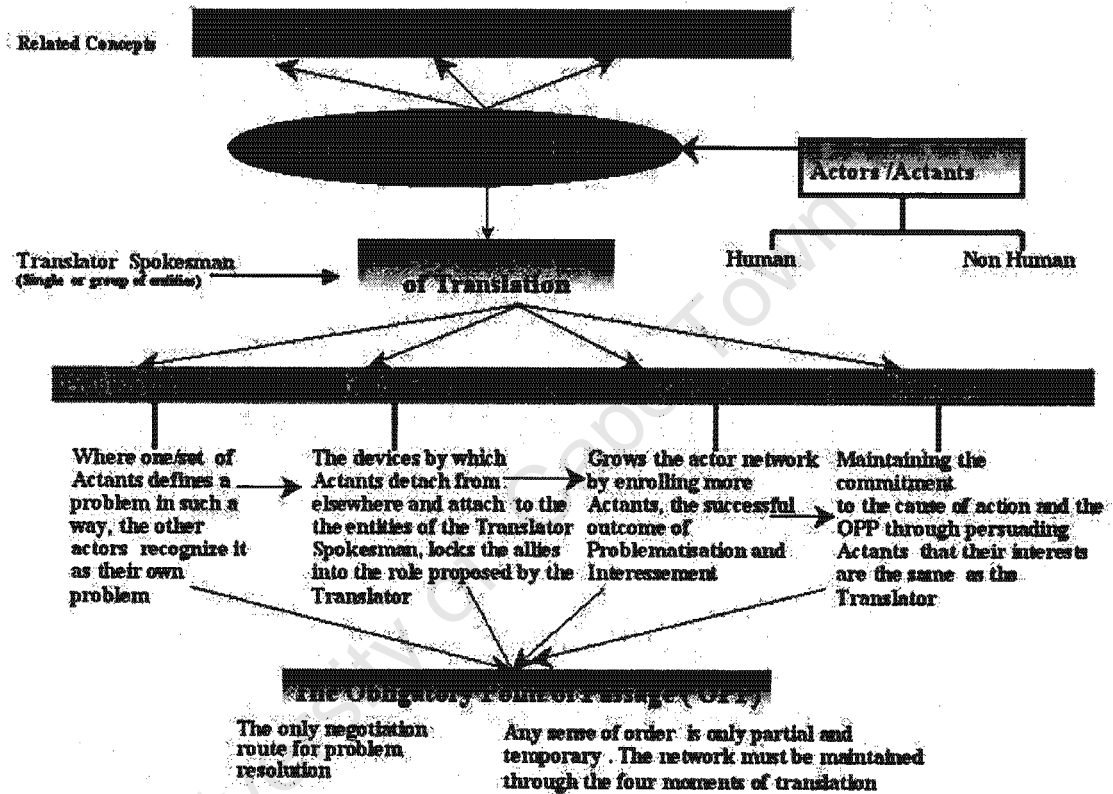 Related Concepts
Actors /Actants
Human
Non Human
Translator Spokesman
(Single or group of entities)
of Translation
Where one/set of
Actants defines a
problem in such a
way, the other
actors recognize it
as their own
problem
The devices by which
Actants detach from
elsewhere and attach to the
the entities of the Translator
Spokesman, locks the allies
into the role proposed by the
Translator
Grows the actor network
by enrolling more
Actants, the successful
outcome of
Problematisation and
Interessement
Maintaining the
commitment
to the cause of action and the
OPP through persuading
Actants that their interests
are the same as the
Translator
The Obligatory Point of Passage ( OPP)
The only negotiation
route for problem
resolution
Any sense of order is only partial and
temporary . The network must be maintained
through the four moments of translation
University of Cape Town